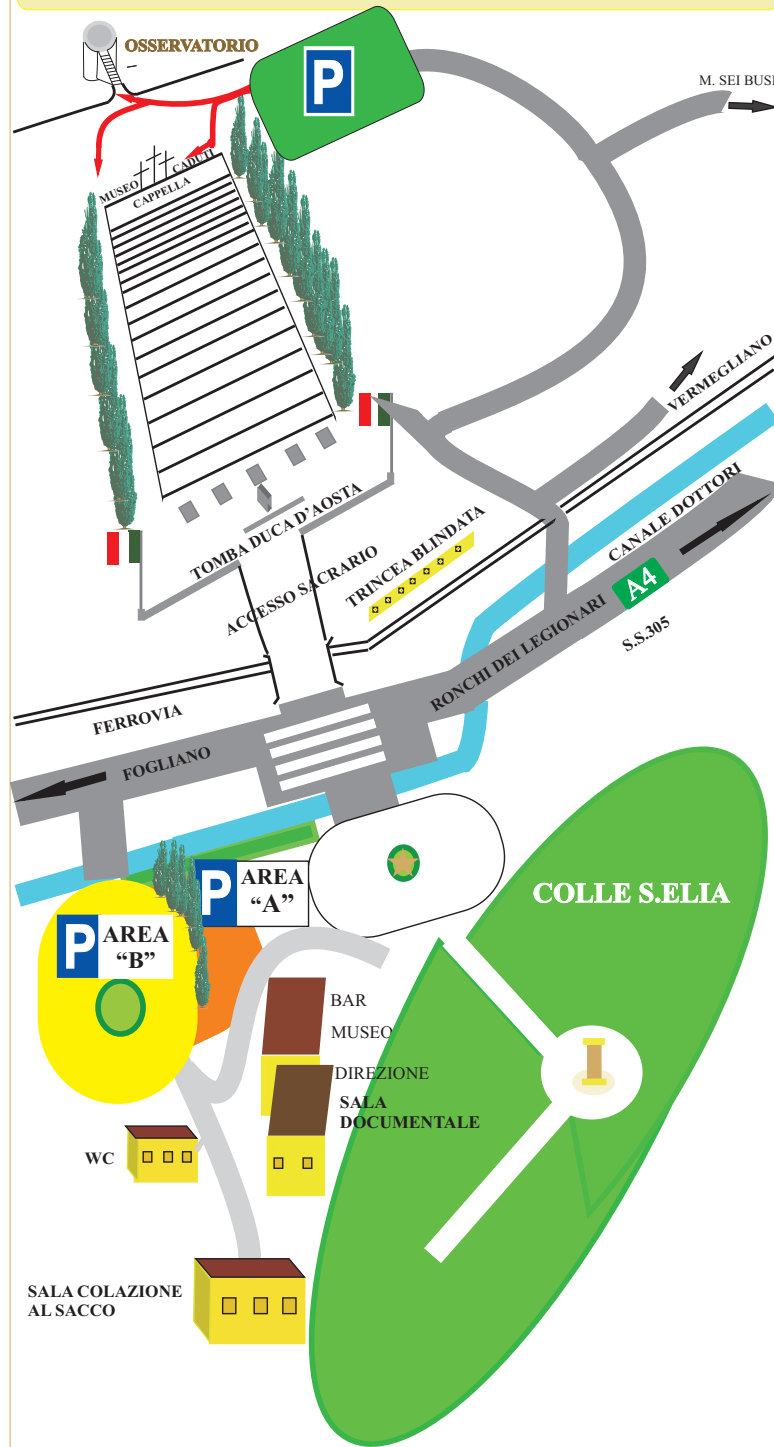 OSSERVATORIO
P
M. SEI BUSI
MUSEO
CADUTI
CAPPELLA
VERMEGLIANO
TOMBA DUCA D'AOSTA
TRINCEA BLINDATA
CANALE DOTTORI
ACCESSO SACRARIO
A4
RONCHI DEI LEGIONARI
S.S.305
FERROVIA
FOGLIANO
P
AREA
“A”
P
AREA
“B”
COLLE S.ELIA
BAR
MUSEO
DIREZIONE
SALA
DOCUMENTALE
WC
SALA COLAZIONE
AL SACCO